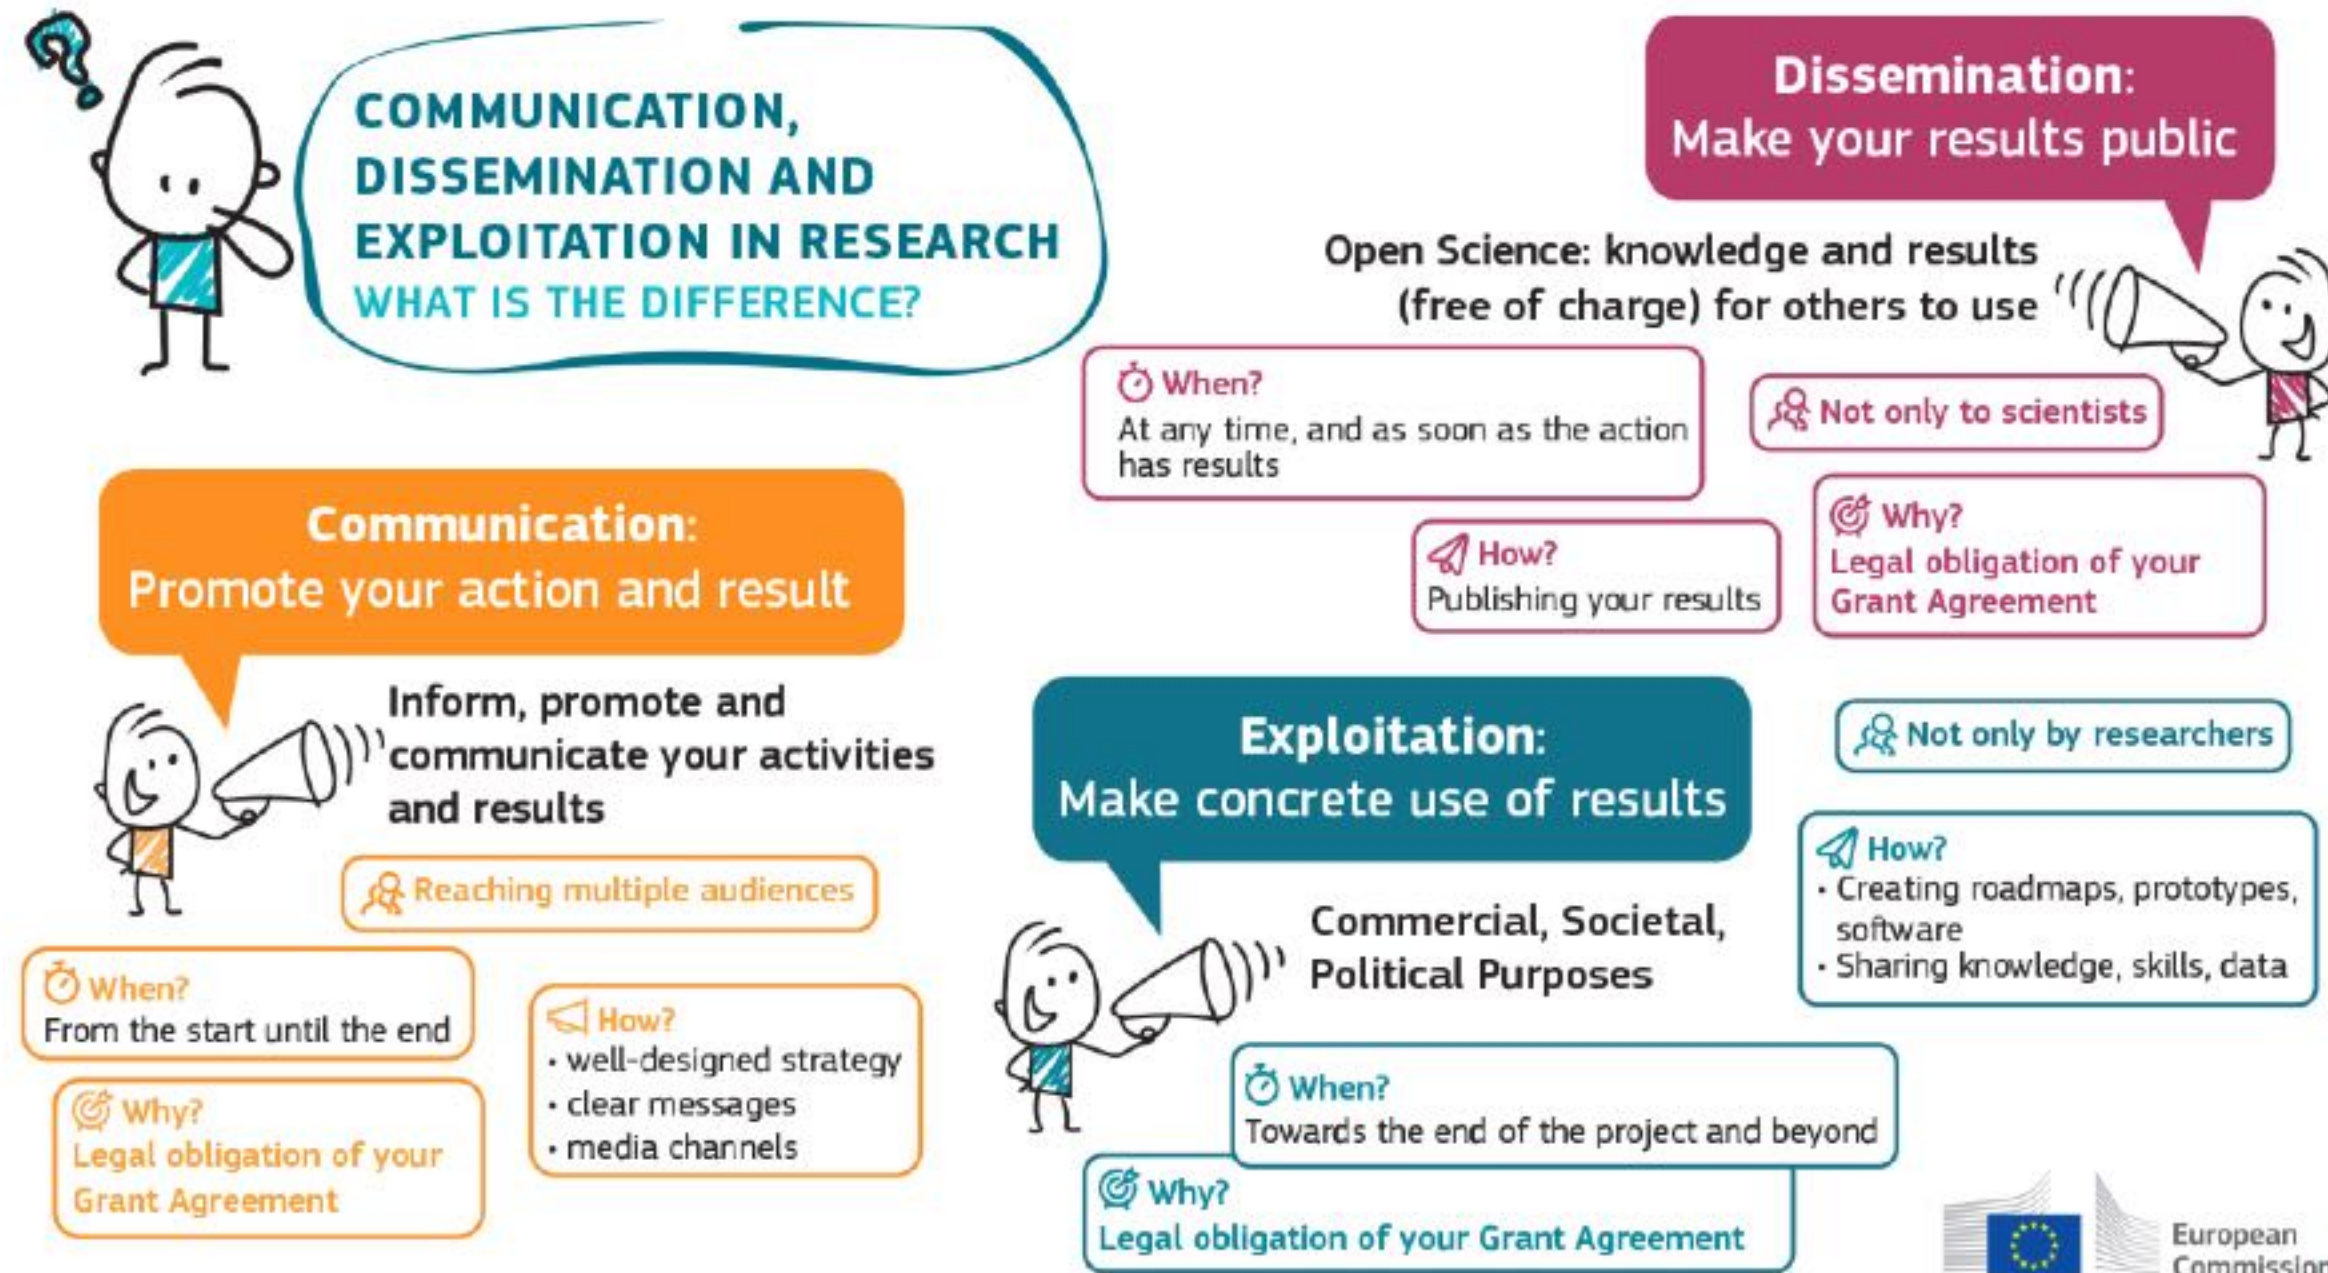 COMMUNICATION,
DISSEMINATION AND
EXPLOITATION IN RESEARCH
WHAT IS THE DIFFERENCE?
Dissemination:
Make your results public
Open Science: knowledge and results
(free of charge) for others to use
When?
At any time, and as soon as the action
has results
Not only to scientists
How?
Publishing your results
Why?
Legal obligation of your
Grant Agreement
Communication:
Promote your action and result
Inform, promote and
communicate your activities
and results
Reaching multiple audiences
When?
From the start until the end
How?
· well-designed strategy
· clear messages
· media channels
Why?
Legal obligation of your
Grant Agreement
Exploitation:
Make concrete use of results
Commercial, Societal,
Political Purposes
Not only by researchers
How?
· Creating roadmaps, prototypes,
software
· Sharing knowledge, skills, data
When?
Towards the end of the project and beyond
Why?
Legal obligation of your Grant Agreement
European
Commission